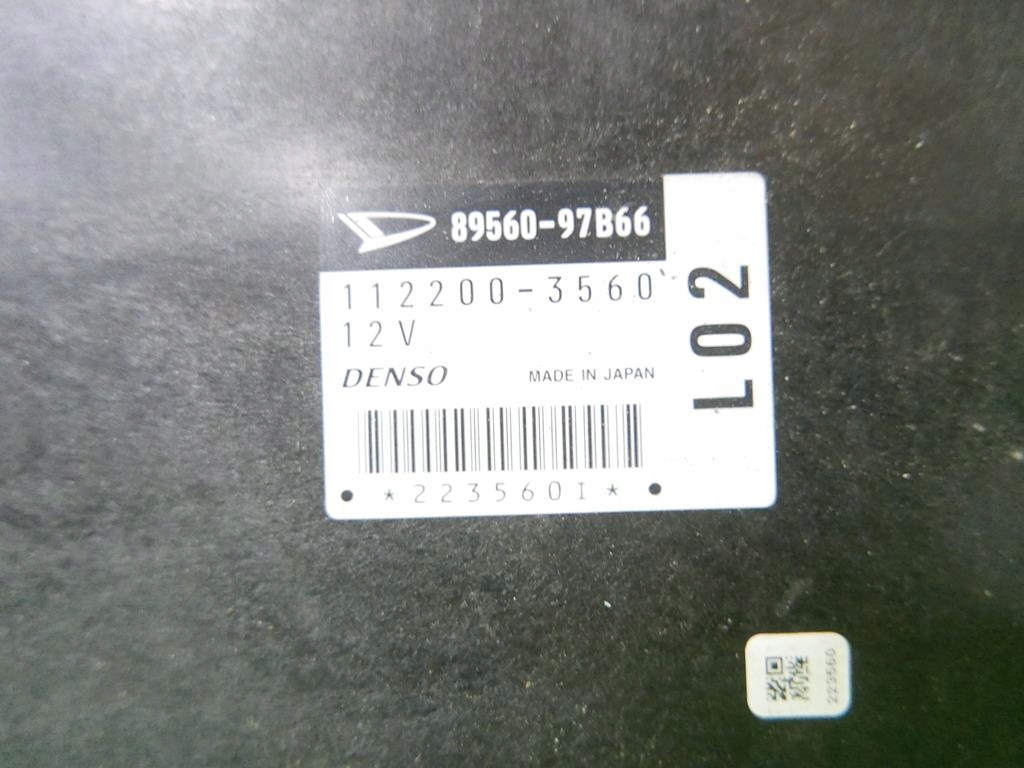 89560-97B66
112200-3560
12V
DENSO MADE IN JAPAN
*223560I*
L02
223560